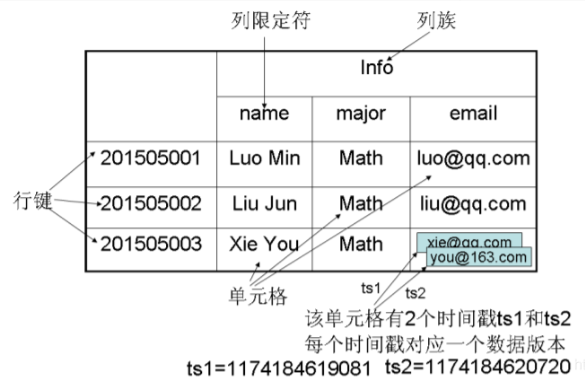 列限定符 列族
Info
name major email
201505001 Luo Min Math luo@qq.com
行键 201505002 Liu Jun Math liu@qq.com
201505003 Xie You Math xie@qq.com
you@163.com
单元格 ts1 ts2
该单元格有2个时间戳ts1和ts2
每个时间戳对应一个数据版本
ts1=1174184619081 ts2=1174184620720